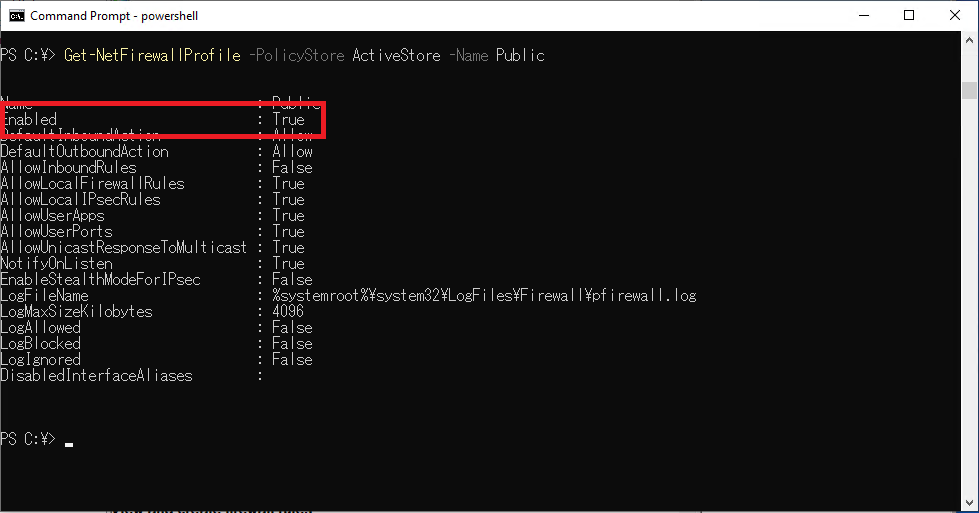 Command Prompt - powershell
PS C:¥> Get-NetFirewallProfile -PolicyStore ActiveStore -Name Public
Name : Public
Enabled : True
DefaultInboundAction : Allow
DefaultOutboundAction : Allow
AllowInboundRules : False
AllowLocalFirewallRules : True
AllowLocalIPsecRules : True
AllowUserApps : True
AllowUserPorts : True
AllowUnicastResponseToMulticast : True
NotifyOnListen : True
EnableStealthModeForIPsec : False
LogFileName : %systemroot%¥system32¥LogFiles¥Firewall¥pfirewall.log
LogMaxSizeKilobytes : 4096
LogAllowed : False
LogBlocked : False
LogIgnored : False
DisabledInterfaceAliases :
PS C:¥>